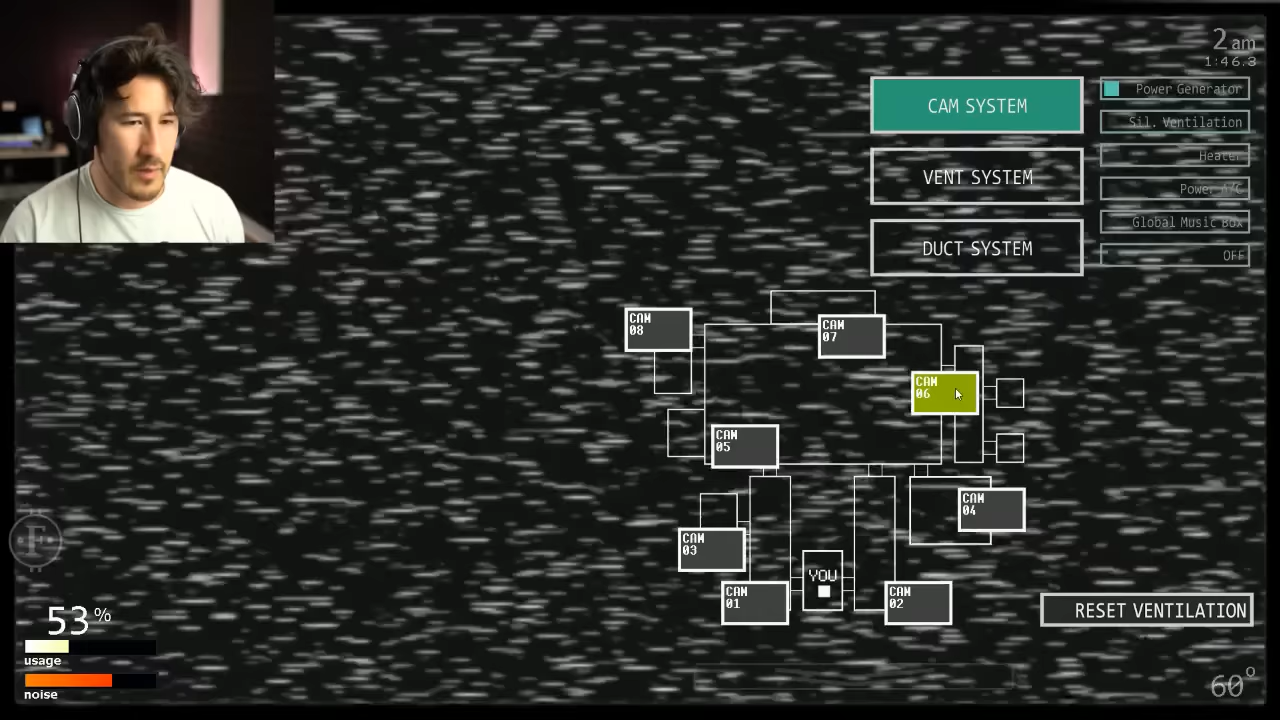 2 am
1:46.3
CAM SYSTEM
Power Generator
Sil. Ventilation
Heater
VENT SYSTEM
Power A/C
Global Music Box
DUCT SYSTEM
OFF
CAM
08
CAM
07
CAM
06
CAM
05
CAM
04
CAM
03
YOU
CAM
01
CAM
02
RESET VENTILATION
F
53%
usage
noise
60°